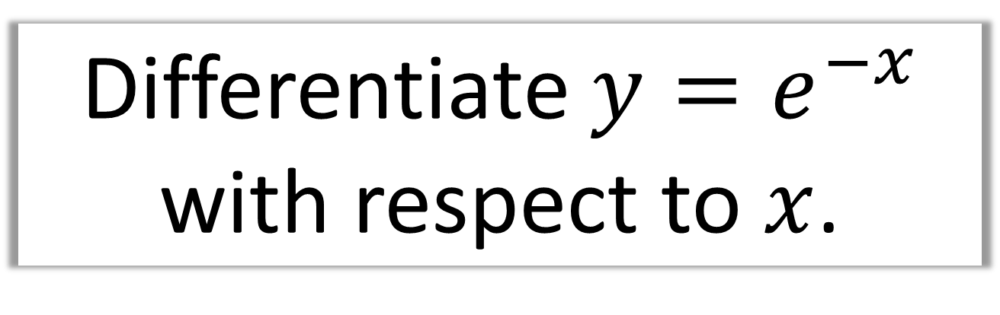 Differentiate $y = e^{-x}$
with respect to $x$.